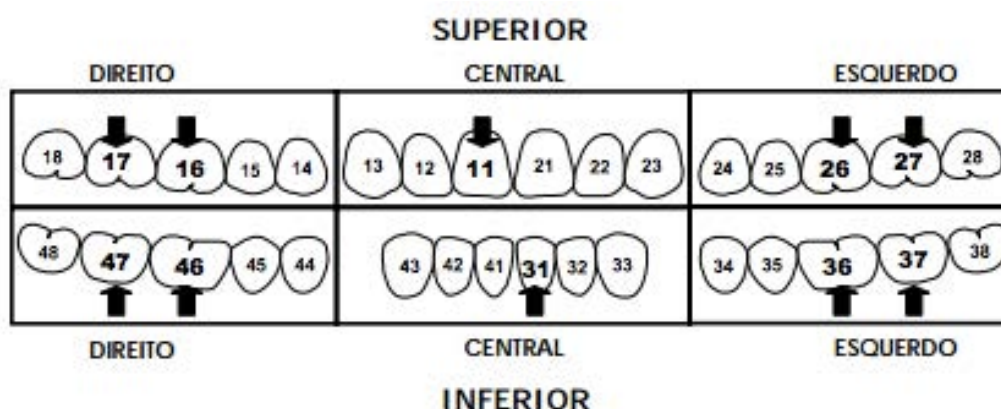 SUPERIOR
DIREITO CENTRAL ESQUERDO
18 17 16 15 14 13 12 11 21 22 23 24 25 26 27 28
48 47 46 45 44 43 42 41 31 32 33 34 35 36 37 38
DIREITO CENTRAL ESQUERDO
INFERIOR